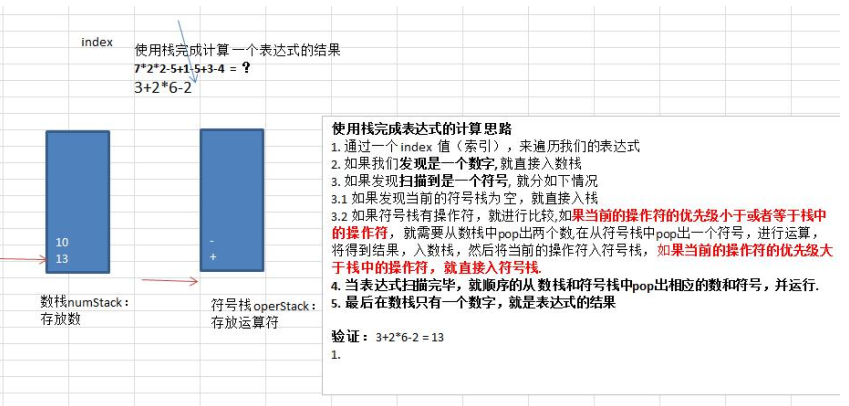 index
使用栈完成计算一个表达式的结果
7*2*2-5+1-5+3-4 = ?
3+2*6-2
使用栈完成表达式的计算思路
1. 通过一个 index 值（索引），来遍历我们的表达式
2. 如果我们发现是一个数字, 就直接入数栈
3. 如果发现扫描到是一个符号, 就分如下情况
3.1 如果发现当前的符号栈为 空，就直接入栈
3.2 如果符号栈有操作符，就进行比较,如果当前的操作符的优先级小于或者等于栈中
的操作符，就需要从数栈中pop出两个数,在从符号栈中pop出一个符号，进行运算，
将得到结果，入数栈，然后将当前的操作符入符号栈，如果当前的操作符的优先级大
于栈中的操作符，就直接入符号栈.
4. 当表达式扫描完毕，就顺序的从 数栈和符号栈中pop出相应的数和符号，并运行.
5. 最后在数栈只有一个数字，就是表达式的结果
验证：3+2*6-2 = 13
1.
10
13
-
+
数栈numStack：
存放数
符号栈operStack：
存放运算符